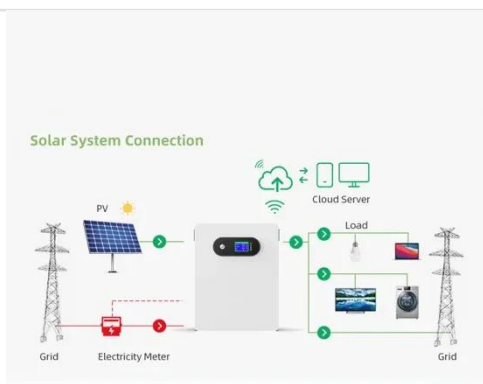 Solar System Connection
Cloud Server
PV
Load
Grid
Electricity Meter
Grid